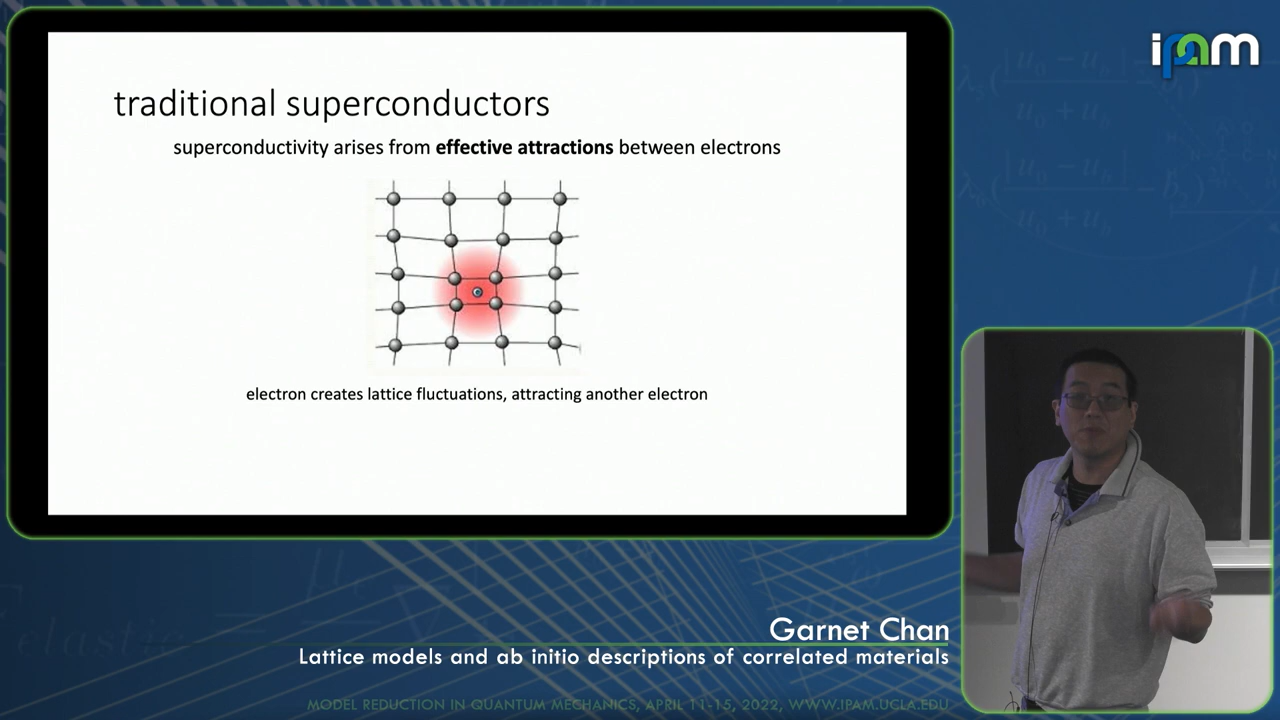 traditional superconductors
superconductivity arises from effective attractions between electrons
electron creates lattice fluctuations, attracting another electron
ipam
Garnet Chan
Lattice models and ab initio descriptions of correlated materials
MODEL REDUCTION IN QUANTUM MECHANICS, APRIL 11-15, 2022, WWW.IPAM.UCLA.EDU
elastic